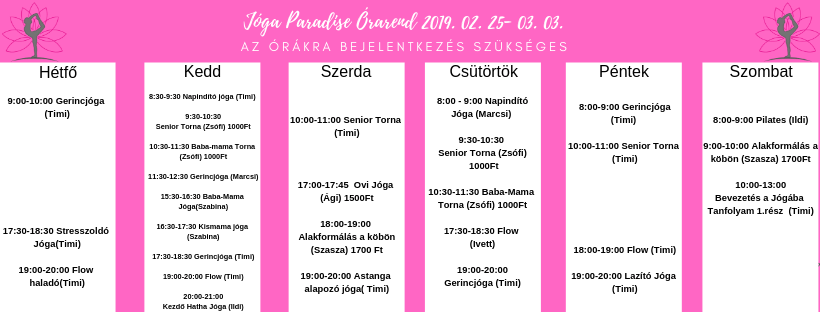 Jóga Paradise Órarend 2019. 02. 25- 03. 03.
AZ ÓRÁKRA BEJELENTKEZÉS SZÜKSÉGES
Hétfő
9:00-10:00 Gerincjóga
(Timi)
17:30-18:30 Stresszoldó
Jóga(Timi)
19:00-20:00 Flow
haladó(Timi)
Kedd
8:30-9:30 Napindító jóga (Timi)
9:30-10:30
Senior Torna (Zsófi) 1000Ft
10:30-11:30 Baba-mama Torna
(Zsófi) 1000Ft
11:30-12:30 Gerincjóga (Marcsi)
15:30-16:30 Baba-Mama
Jóga(Szabina)
16:30-17:30 Kismama jóga
(Szabina)
17:30-18:30 Gerincjóga (Timi)
19:00-20:00 Flow (Timi)
20:00-21:00
Kezdő Hatha Jóga (Ildi)
Szerda
10:00-11:00 Senior Torna
(Timi)
17:00-17:45 Ovi Jóga
(Ági) 1500Ft
18:00-19:00
Alakformálás a köbön
(Szasza) 1700 Ft
19:00-20:00 Astanga
alapozó jóga( Timi)
Csütörtök
8:00 - 9:00 Napindító
Jóga (Marcsi)
9:30-10:30
Senior Torna (Zsófi)
1000Ft
10:30-11:30 Baba-Mama
Torna (Zsófi) 1000Ft
17:30-18:30 Flow
(Ivett)
19:00-20:00
Gerincjóga (Timi)
Péntek
8:00-9:00 Gerincjóga
(Timi)
10:00-11:00 Senior Torna
(Timi)
18:00-19:00 Flow (Timi)
19:00-20:00 Lazító Jóga
(Timi)
Szombat
8:00-9:00 Pilates (Ildi)
9:00-10:00 Alakformálás a
köbön (Szasza) 1700Ft
10:00-13:00
Bevezetés a Jógába
Tanfolyam 1.rész (Timi)